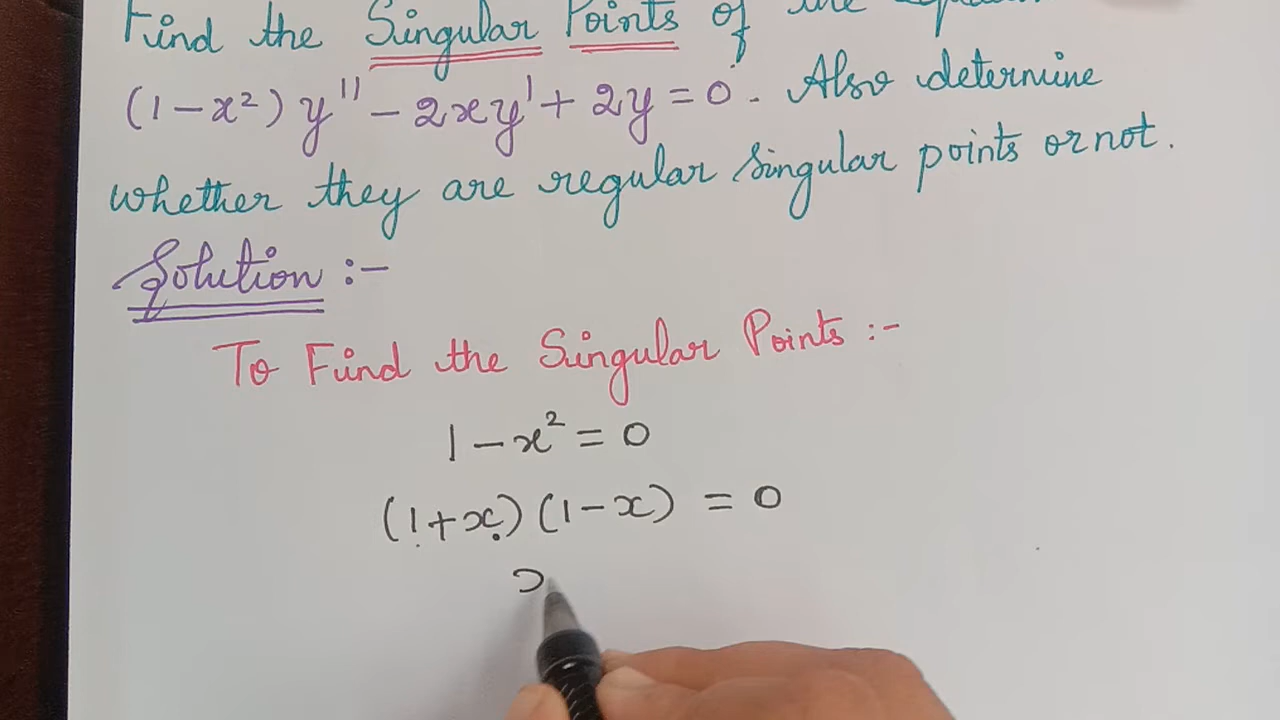 Find the Singular Points of the
(1-x²) y'' - 2xy' + 2y = 0. Also determine
whether they are regular singular points or not.
Solution :-
To Find the Singular Points :-
1-x² = 0
(1+x) (1-x) = 0